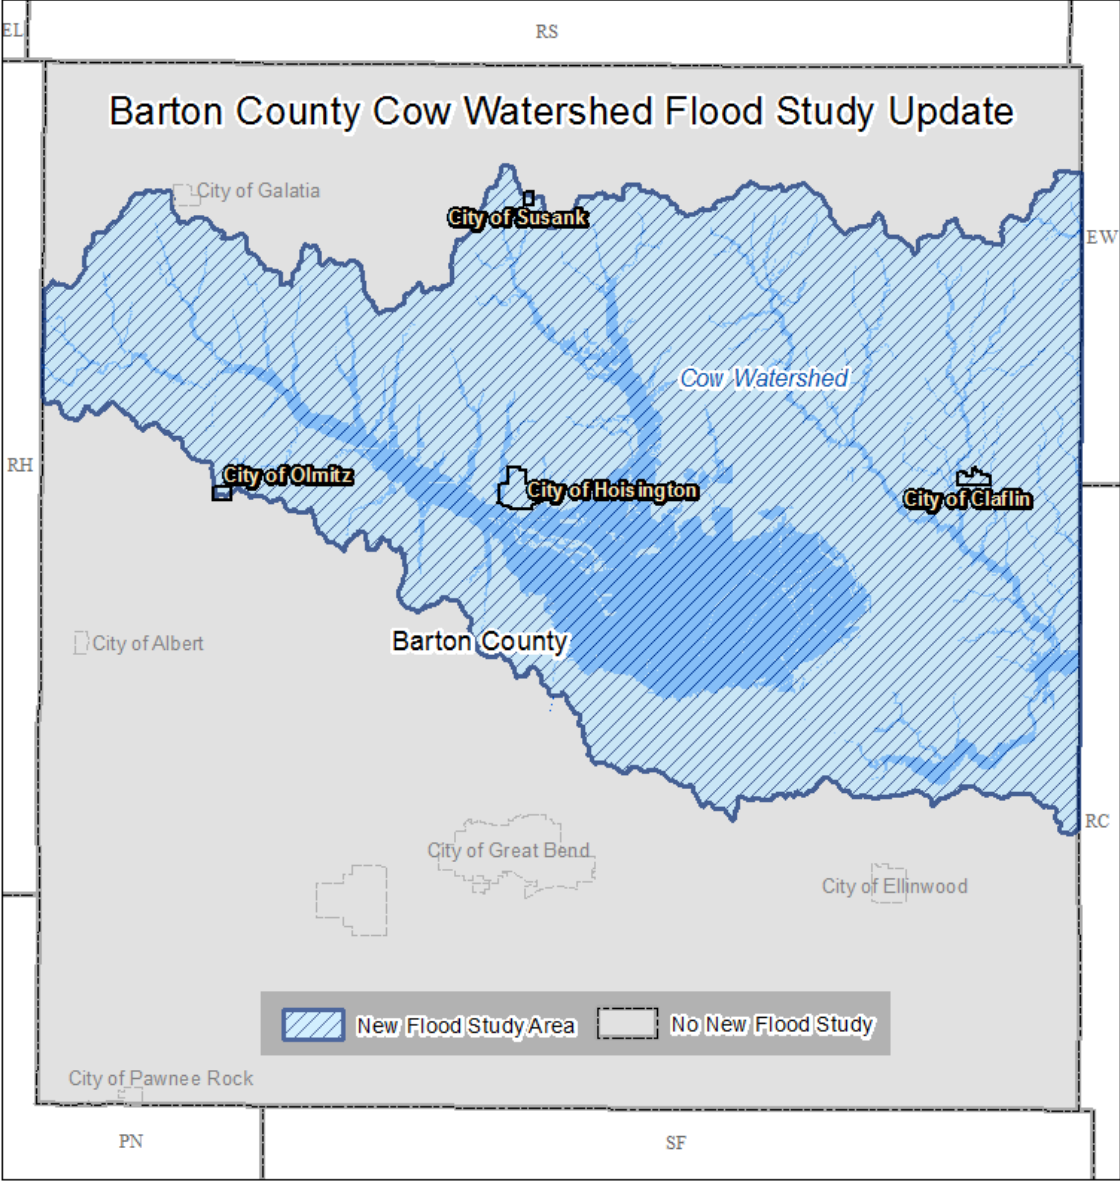 EL
RS
Barton County Cow Watershed Flood Study Update
City of Galatia
City of Susank
EW
Cow Watershed
RH
City of Olmitz
City of Hoisington
City of Claflin
City of Albert
Barton County
RC
City of Great Bend
City of Ellinwood
New Flood Study Area
No New Flood Study
City of Pawnee Rock
PN
SF